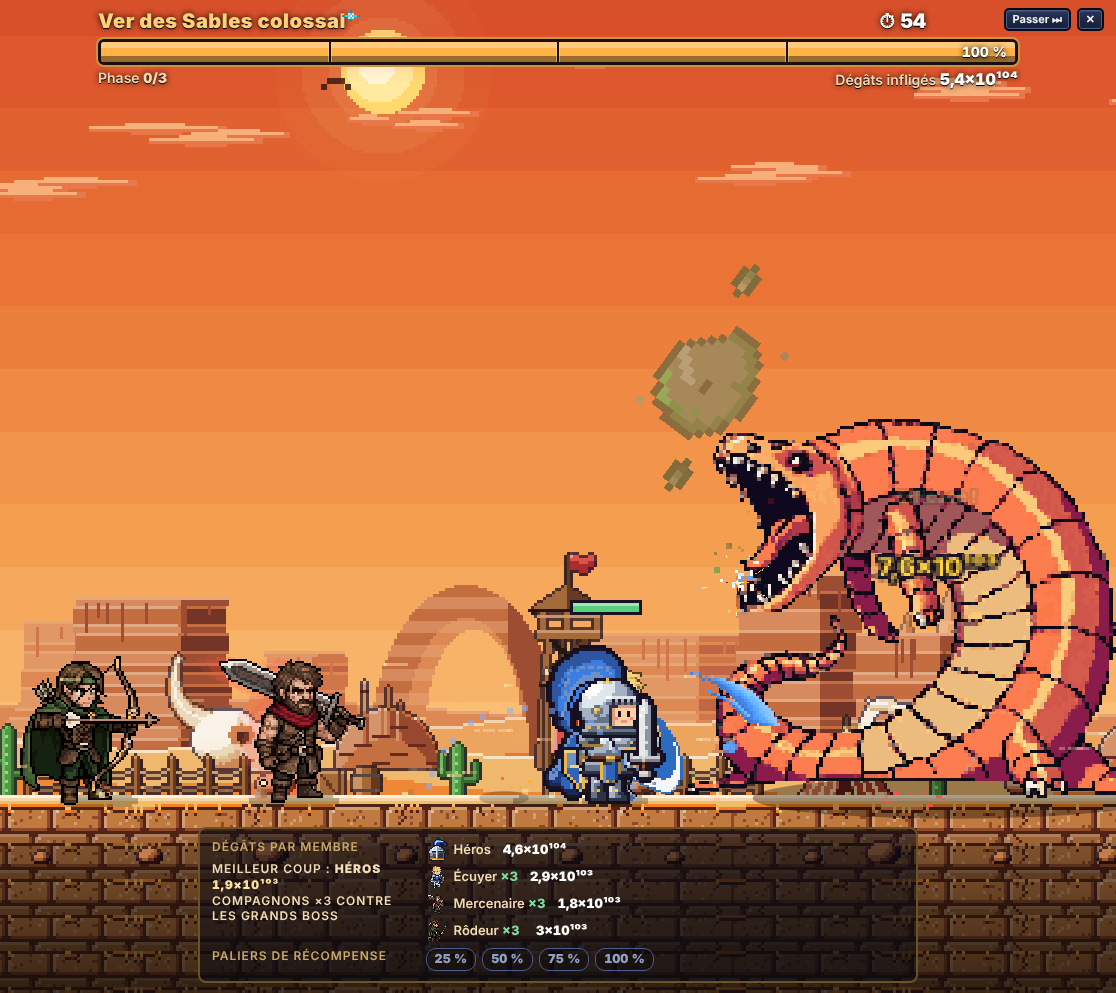 Ver des Sables colossal
54
Passer
100 %
Phase 0/3
Dégâts infligés 5,4×10¹⁰⁴
DÉGÂTS PAR MEMBRE
MEILLEUR COUP : HÉROS
1,9×10¹⁰³
COMPAGNONS ×3 CONTRE
LES GRANDS BOSS
Héros 4,6×10¹⁰⁴
Écuyer ×3 2,9×10¹⁰³
Mercenaire ×3 1,8×10¹⁰³
Rôdeur ×3 3×10¹⁰³
PALIERS DE RÉCOMPENSE
25 % 50 % 75 % 100 %